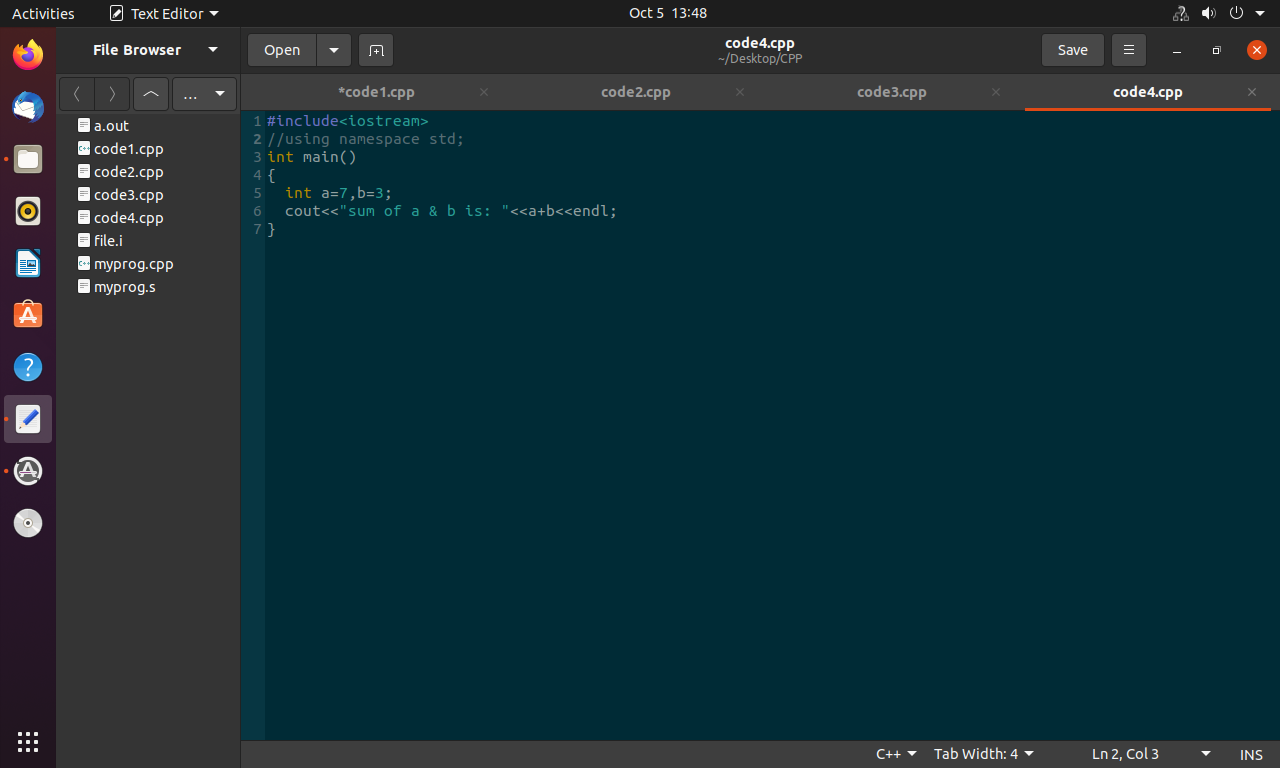 Activities Text Editor Oct 5 13:48
File Browser Open code4.cpp Save
~/Desktop/CPP
... *code1.cpp code2.cpp code3.cpp code4.cpp
a.out
code1.cpp
code2.cpp
code3.cpp
code4.cpp
file.i
myprog.cpp
myprog.s
1 #include<iostream>
2 //using namespace std;
3 int main()
4 {
5 int a=7,b=3;
6 cout<<"sum of a & b is: "<<a+b<<endl;
7 }
C++ Tab Width: 4 Ln 2, Col 3 INS